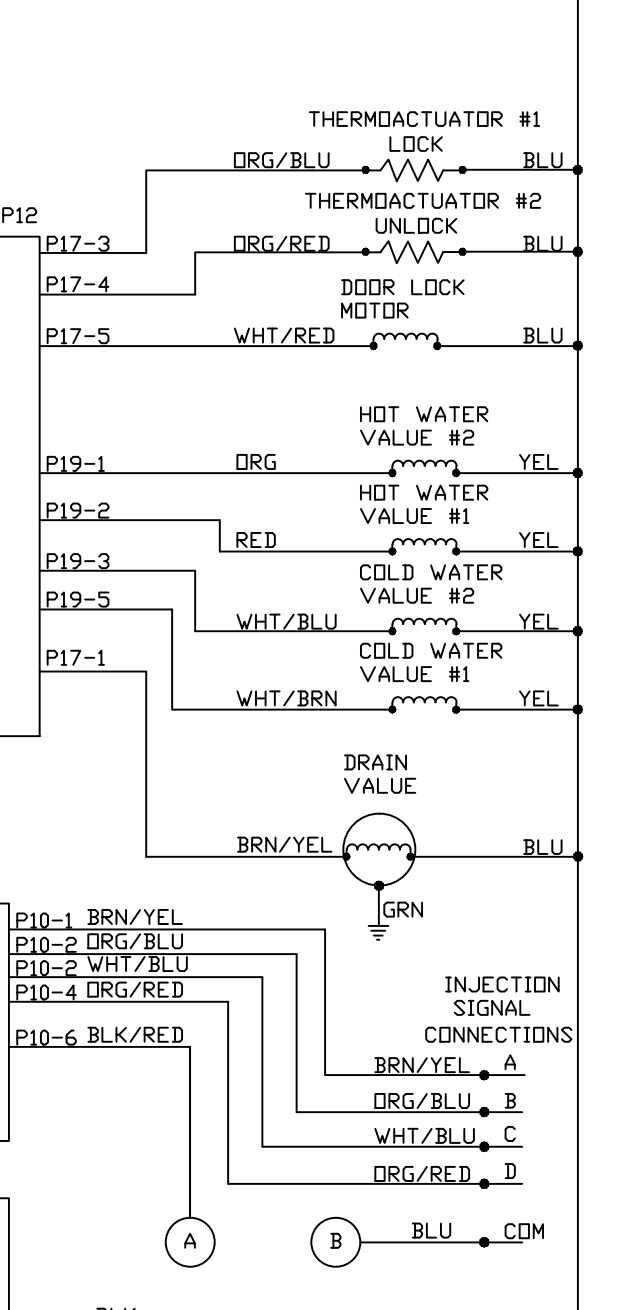 THERMOACTUATOR #1
LOCK
ORG/BLU
BLU
THERMOACTUATOR #2
UNLOCK
P12
P17-3
ORG/RED
BLU
P17-4
DOOR LOCK
MOTOR
P17-5
WHT/RED
BLU
HOT WATER
VALUE #2
P19-1
ORG
YEL
HOT WATER
VALUE #1
P19-2
RED
YEL
P19-3
COLD WATER
VALUE #2
P19-5
WHT/BLU
YEL
COLD WATER
VALUE #1
P17-1
WHT/BRN
YEL
DRAIN
VALUE
BRN/YEL
BLU
GRN
P10-1 BRN/YEL
P10-2 ORG/BLU
P10-2 WHT/BLU
P10-4 ORG/RED
P10-6 BLK/RED
INJECTION
SIGNAL
CONNECTIONS
BRN/YEL A
ORG/BLU B
WHT/BLU C
ORG/RED D
A
B
BLU
COM